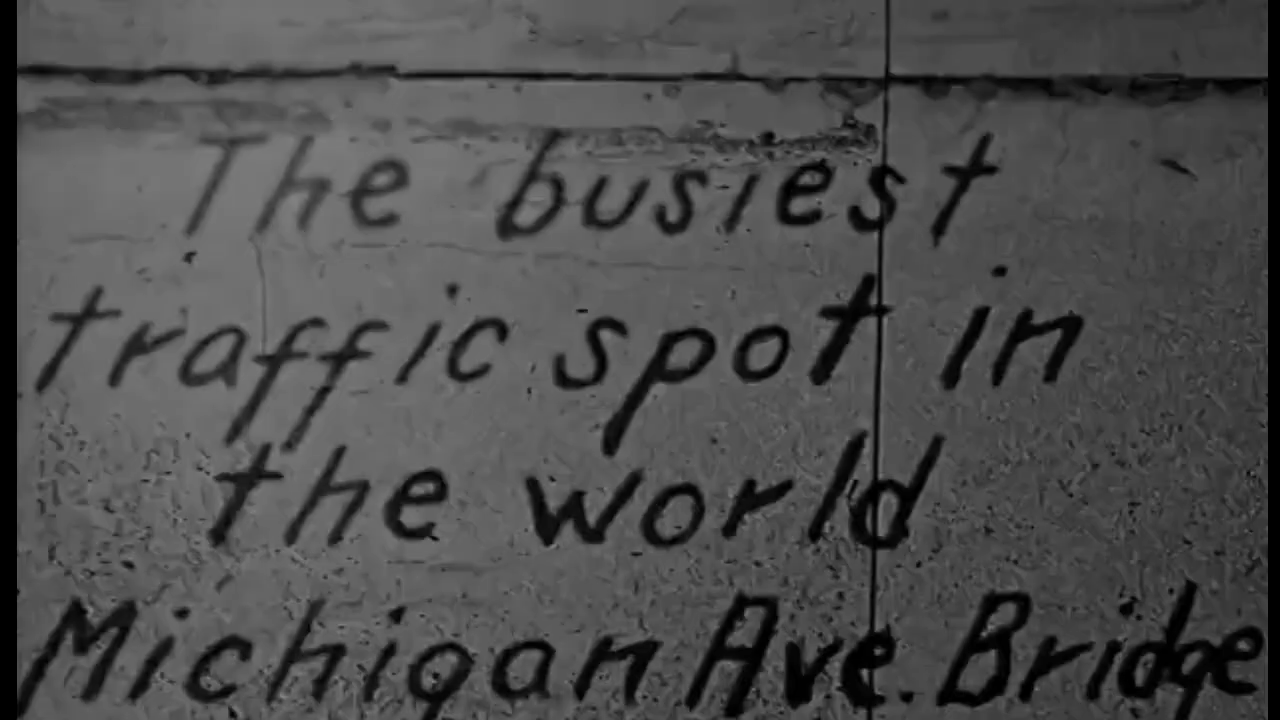 The busiest
traffic spot in
the world
Michigan Ave. Bridge